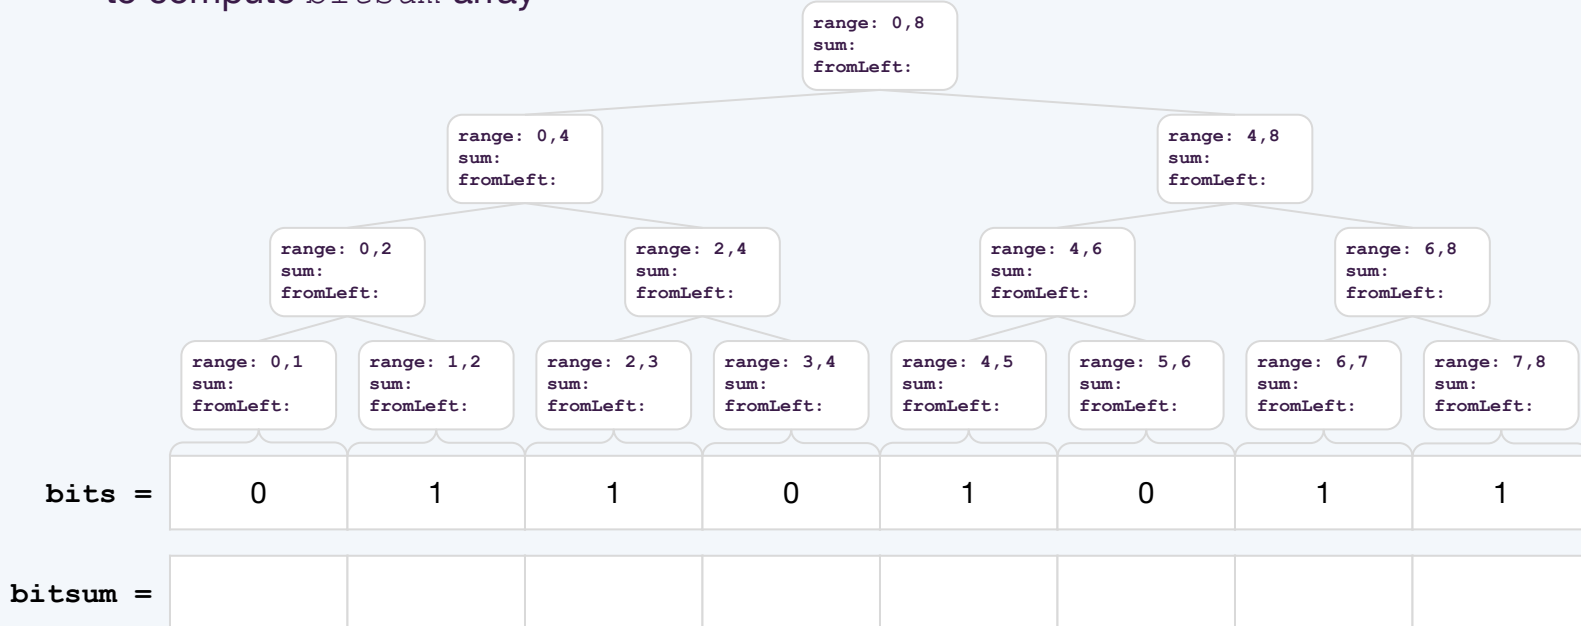 to compute bitsum array
range: 0,8
sum:
fromLeft:
range: 0,4
sum:
fromLeft:
range: 4,8
sum:
fromLeft:
range: 0,2
sum:
fromLeft:
range: 2,4
sum:
fromLeft:
range: 4,6
sum:
fromLeft:
range: 6,8
sum:
fromLeft:
range: 0,1
sum:
fromLeft:
range: 1,2
sum:
fromLeft:
range: 2,3
sum:
fromLeft:
range: 3,4
sum:
fromLeft:
range: 4,5
sum:
fromLeft:
range: 5,6
sum:
fromLeft:
range: 6,7
sum:
fromLeft:
range: 7,8
sum:
fromLeft:
bits = 0 1 1 0 1 0 1 1
bitsum =